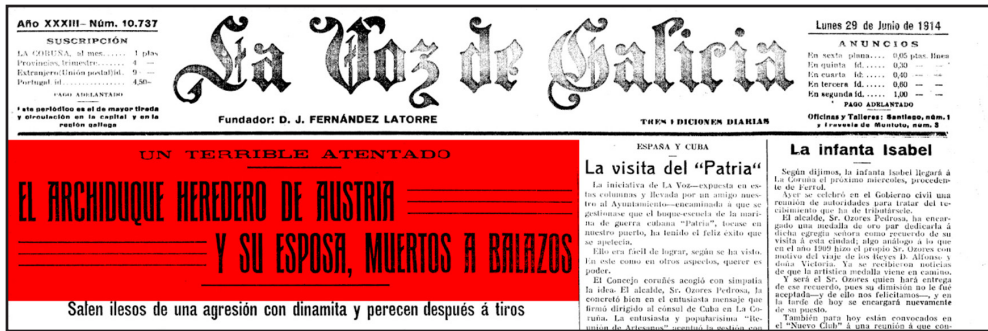 Año XXXIII–Núm. 10.737
SUSCRIPCIÓN
LA CORUÑA, al mes...... 1 ptas
Provincias, trimestre.... 4 —
Extranjero(Unión postal)id. 9 —
Portugal id............... 4,50–
PAGO ADELANTADO
periódico es el de mayor tirada
y circulación en la capital y en la
región gallega
La Voz de Galicia
Fundador: D. J. FERNÁNDEZ LATORRE
TRES EDICIONES DIARIAS
Lunes 29 de Junio de 1914
ANUNCIOS
En sexta plana.... 0,05 ptas. línea
En quinta id...... 0,30 — —
En cuarta id...... 0,40 — —
En tercera id..... 0,60 — —
En segunda id.... 1,00 — —
PAGO ADELANTADO
Oficinas y Talleres: Santiago, núm. 1
y Travesía de Montoto, núm. 3
UN TERRIBLE ATENTADO
EL ARCHIDUQUE HEREDERO DE AUSTRIA
Y SU ESPOSA, MUERTOS A BALAZOS
Salen ilesos de una agresión con dinamita y perecen después á tiros
ESPAÑA Y CUBA
La visita del "Patria"
La iniciativa de LA VOZ—expuesta en es-
tas columnas y llevada por un amigo nues-
tro al Ayuntamiento—encaminada á que se
gestionase que el buque-escuela de la mari-
na de guerra cubana "Patria", tocase en
nuestro puerto, ha tenido el feliz éxito que
se apetecía.
Ello era fácil de lograr, según se ha visto.
En este como en otros aspectos, querer es
poder.
El Concejo coruñés acogió con simpatía
la idea. El alcalde, Sr. Ozores Pedrosa, la
concretó bien en el entusiasta mensaje que
firmó dirigido al cónsul de Cuba en La Co-
ruña. La entusiasta y popularísima "Re-
unión de Artesanos" acentuó la gestión con
La infanta Isabel
Según dijimos, la infanta Isabel llegará á
La Coruña el próximo miércoles, proceden-
te de Ferrol.
Ayer se celebró en el Gobierno civil una
reunión de autoridades para tratar del re-
cibimiento que ha de tributársele.
El alcalde, Sr. Ozores Pedrosa, ha encar-
gado una medalla de oro par dedicarla á
dicha egregia señora como recuerdo de su
visita á esta ciudad; algo análogo á lo que
en el año 1909 hizo el propio Sr. Ozores con
motivo del viaje de los Reyes D. Alfonso y
doña Victoria. Ya se recibieron noticias
de que la artística medalla viene en camino.
Y será el Sr. Ozores quien hará entrega
de ese recuerdo, pues su dimisión no le fué
aceptada—y de ello nos felicitamos—, y en
la tarde de hoy se encargará nuevamente
de su puesto.
También para hoy están convocados en
el "Nuevo Club" á una reunión á que con-